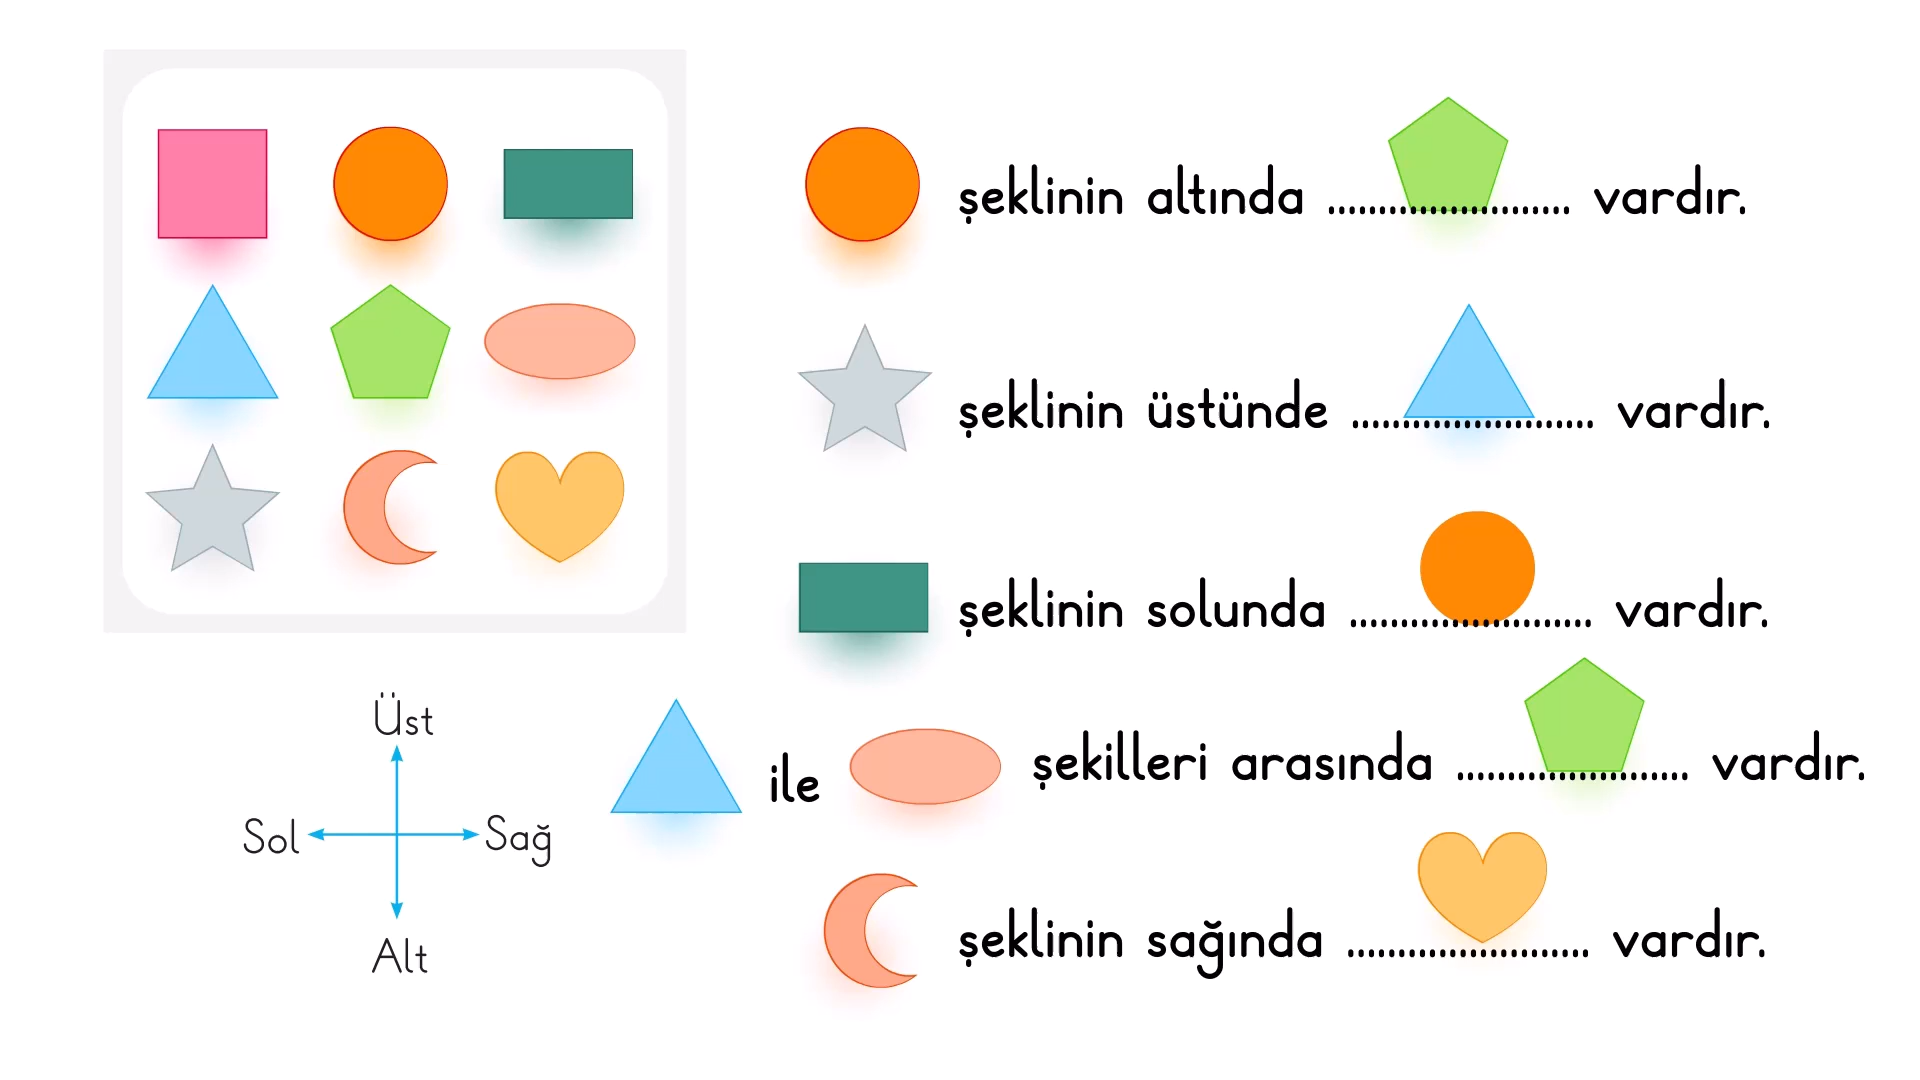 şeklinin altında ........................ vardır.
şeklinin üstünde ........................ vardır.
şeklinin solunda ........................ vardır.
ile şekilleri arasında ....................... vardır.
şeklinin sağında ........................ vardır.
Üst
Sol Sağ
Alt